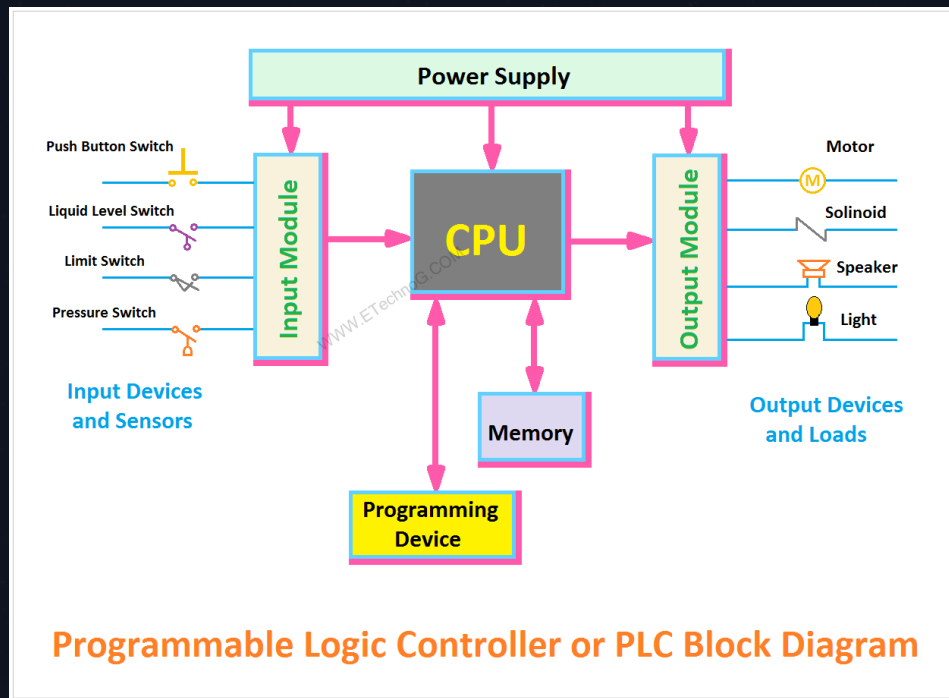 Power Supply
Push Button Switch
Liquid Level Switch
Limit Switch
Pressure Switch
Input Devices
and Sensors
Input Module
CPU
WWW.ETechnoG.COM
Output Module
Motor
M
Solinoid
Speaker
Light
Output Devices
and Loads
Memory
Programming
Device
Programmable Logic Controller or PLC Block Diagram